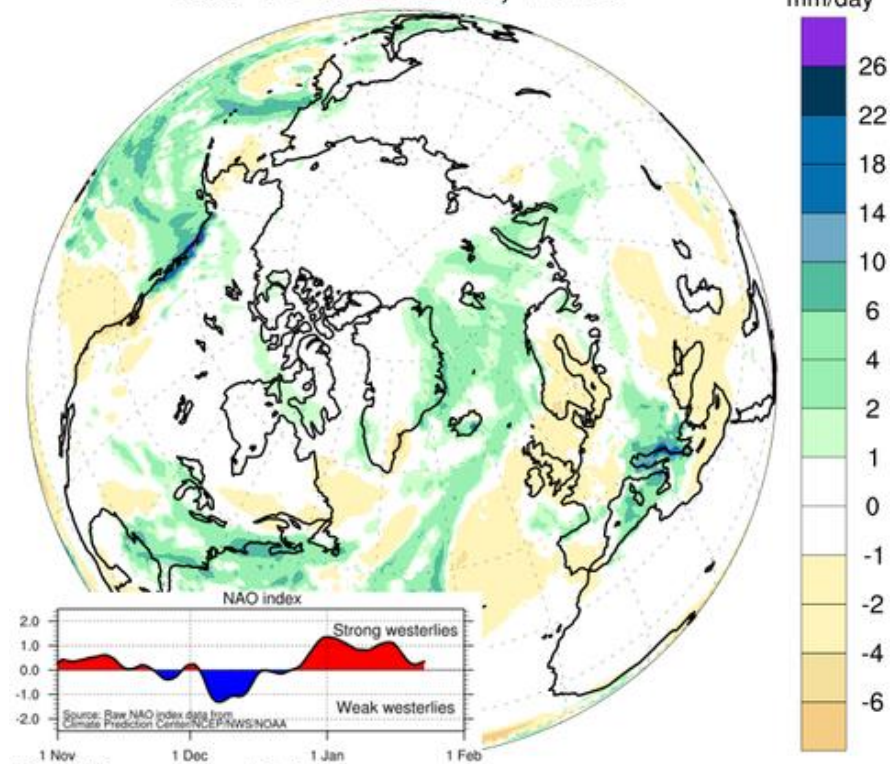 mm/day
26
22
18
14
10
6
4
2
1
0
-1
-2
-4
-6
NAO index
2.0
1.0
0.0
-1.0
-2.0
Strong westerlies
Weak westerlies
Source: Raw NAO index data from
Climate Prediction Center/NCEP/NWS/NOAA
1 Nov 1 Dec 1 Jan 1 Feb